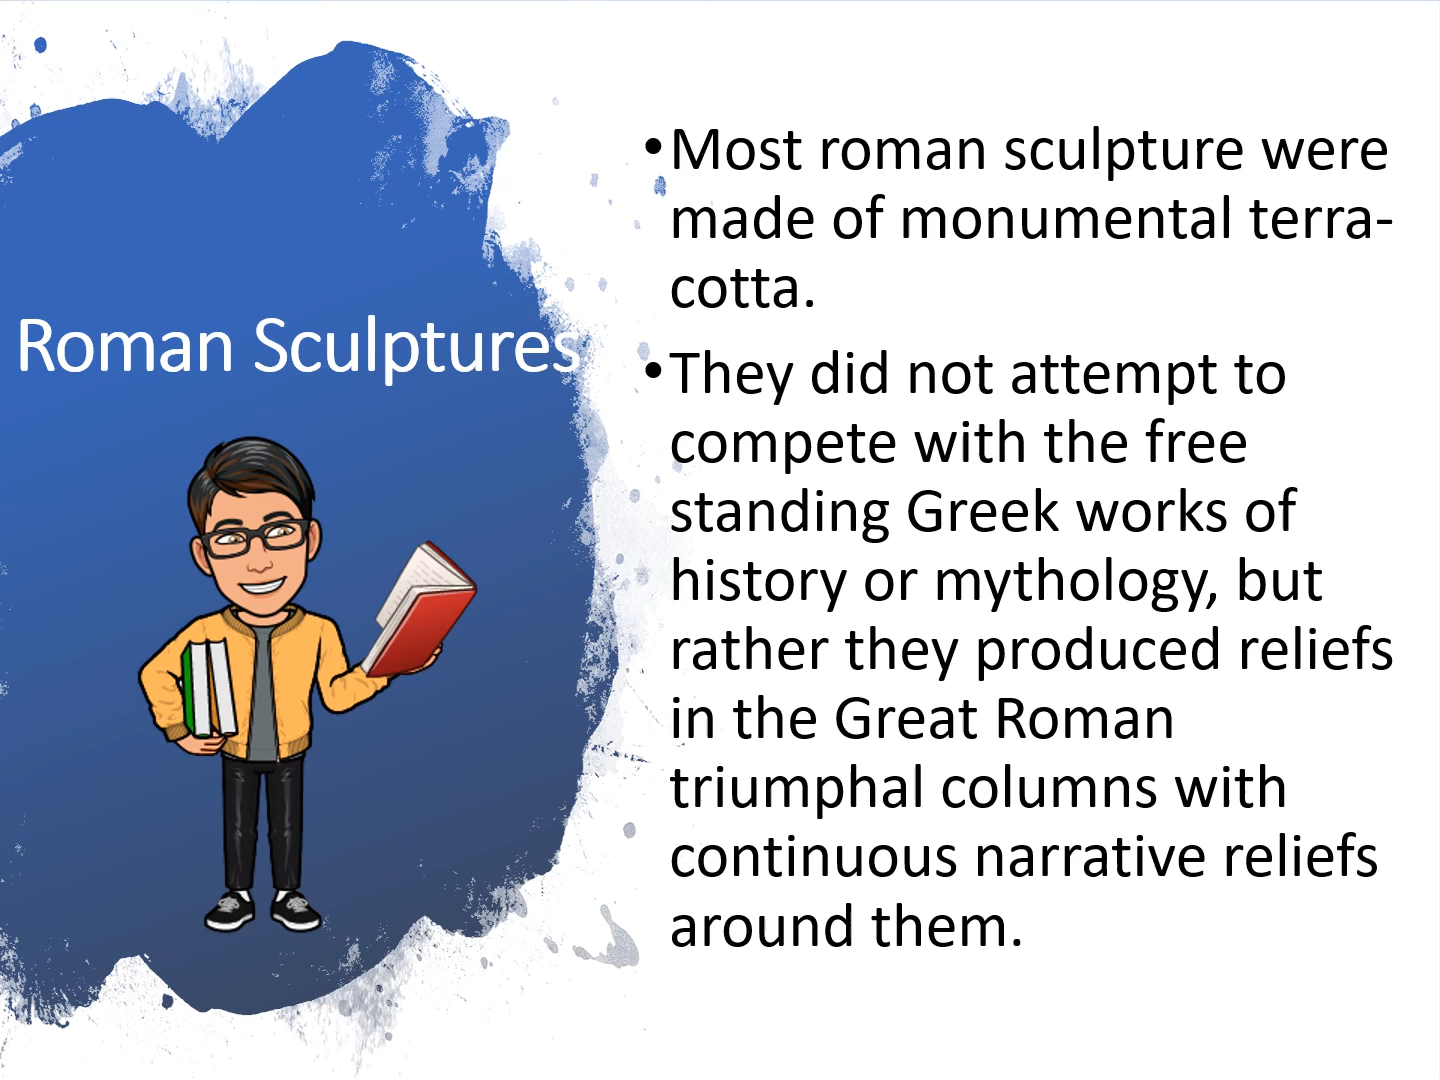 Roman Sculptures
•Most roman sculpture were
made of monumental terra-
cotta.
•They did not attempt to
compete with the free
standing Greek works of
history or mythology, but
rather they produced reliefs
in the Great Roman
triumphal columns with
continuous narrative reliefs
around them.